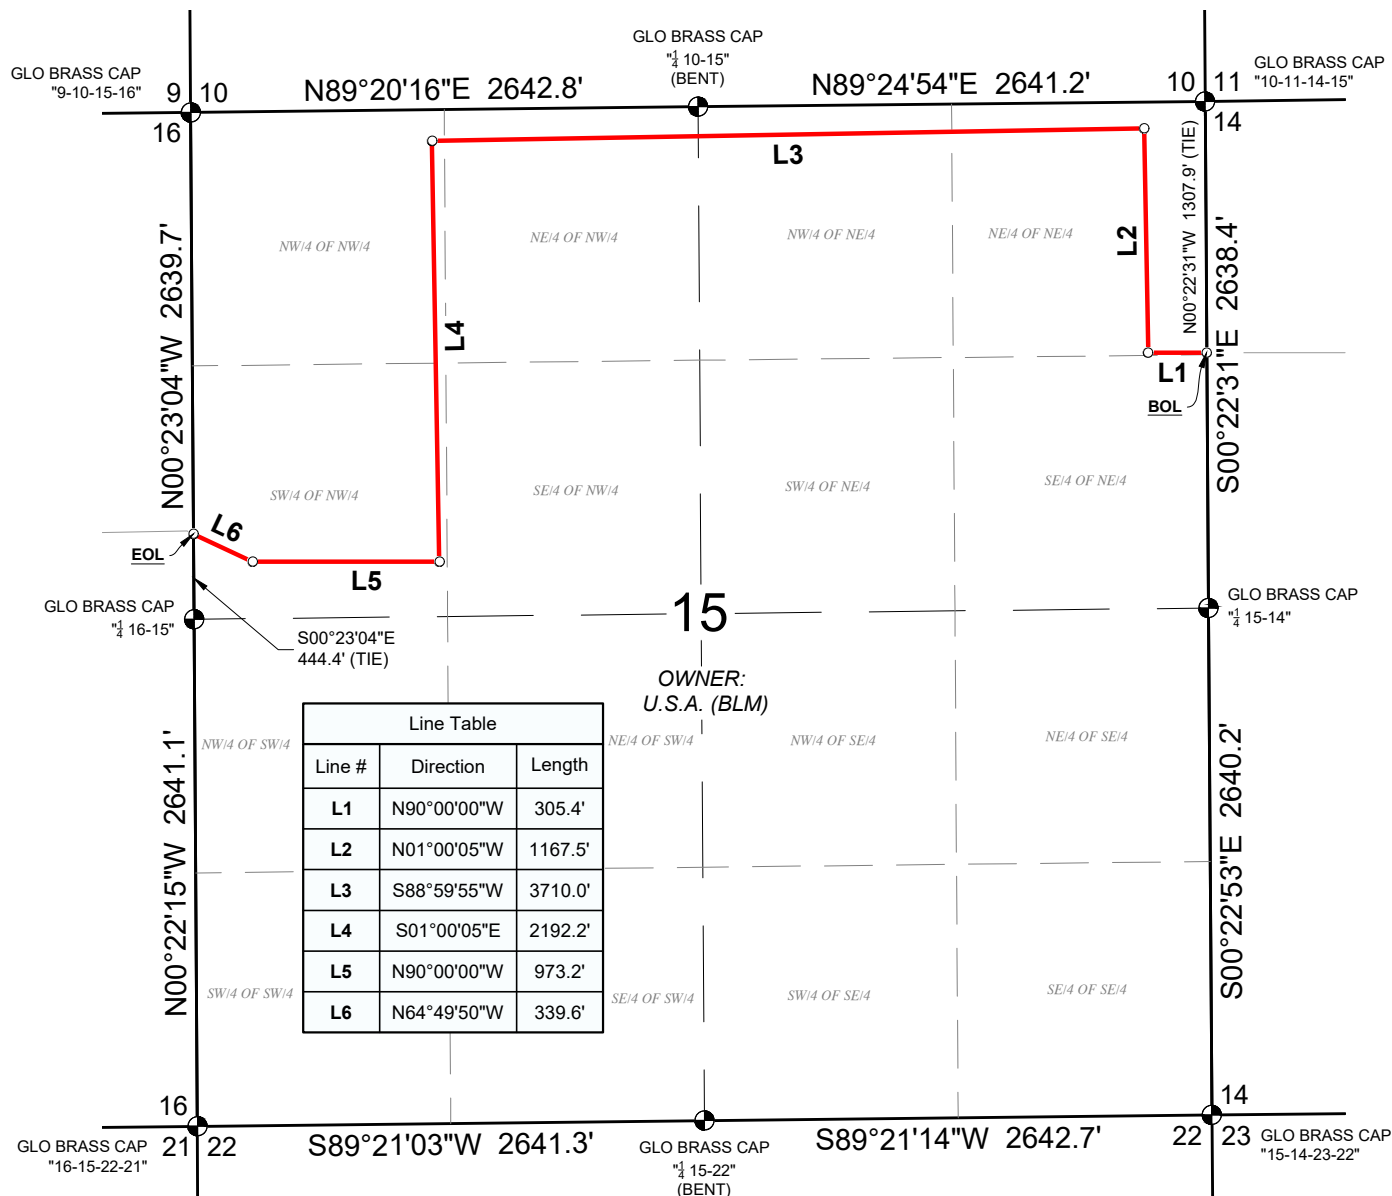 GLO BRASS CAP
"1/4 10-15"
(BENT)
GLO BRASS CAP
"9-10-15-16"
GLO BRASS CAP
"10-11-14-15"
9 10
16
N89°20'16"E 2642.8'
N89°24'54"E 2641.2'
10 11
14
L3
N00°22'31"W 1307.9' (TIE)
NW/4 OF NW/4
NE/4 OF NW/4
NW/4 OF NE/4
NE/4 OF NE/4
L2
N00°23'04"W 2639.7'
L4
S00°22'31"E 2638.4'
L1
BOL
SW/4 OF NW/4
SE/4 OF NW/4
SW/4 OF NE/4
SE/4 OF NE/4
L6
EOL
L5
GLO BRASS CAP
"1/4 16-15"
15
GLO BRASS CAP
"1/4 15-14"
S00°23'04"E
444.4' (TIE)
OWNER:
U.S.A. (BLM)
NW/4 OF SW/4
NE/4 OF SW/4
NW/4 OF SE/4
NE/4 OF SE/4
Line Table
Line # Direction Length
L1 N90°00'00"W 305.4'
L2 N01°00'05"W 1167.5'
L3 S88°59'55"W 3710.0'
L4 S01°00'05"E 2192.2'
L5 N90°00'00"W 973.2'
L6 N64°49'50"W 339.6'
N00°22'15"W 2641.1'
S00°22'53"E 2640.2'
SW/4 OF SW/4
SE/4 OF SW/4
SW/4 OF SE/4
SE/4 OF SE/4
16
21 22
S89°21'03"W 2641.3'
S89°21'14"W 2642.7'
14
22 23
GLO BRASS CAP
"16-15-22-21"
GLO BRASS CAP
"1/4 15-22"
(BENT)
GLO BRASS CAP
"15-14-23-22"